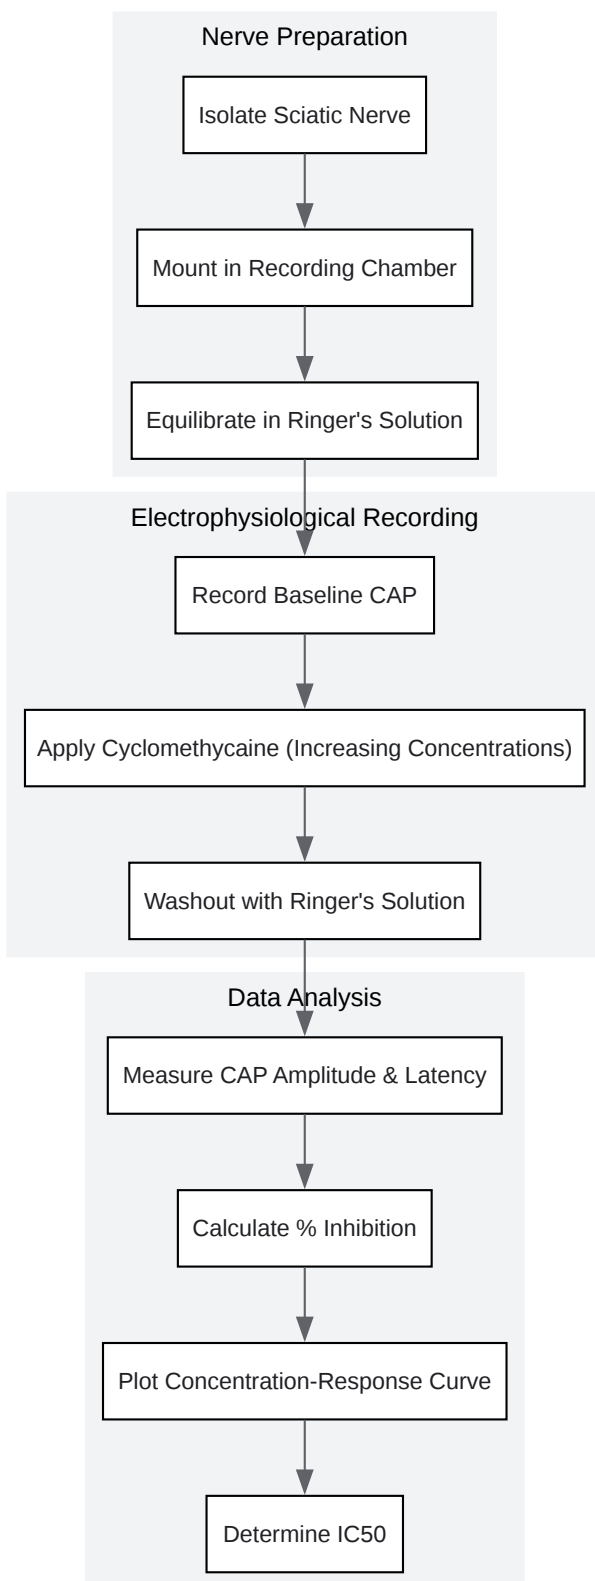 Nerve Preparation
Isolate Sciatic Nerve
Mount in Recording Chamber
Equilibrate in Ringer's Solution
Electrophysiological Recording
Record Baseline CAP
Apply Cyclomethycaine (Increasing Concentrations)
Washout with Ringer's Solution
Data Analysis
Measure CAP Amplitude & Latency
Calculate % Inhibition
Plot Concentration-Response Curve
Determine IC50